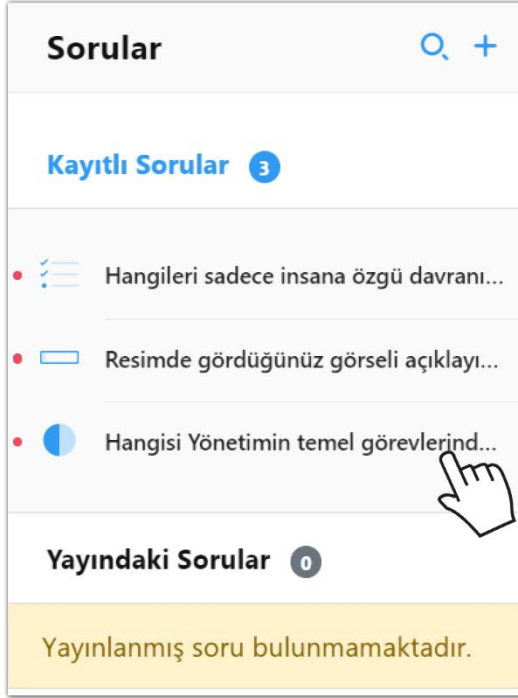 Sorular
Kayıtlı Sorular 3
Hangileri sadece insana özgü davranı...
Resimde gördüğünüz görseli açıklayı...
Hangisi Yönetimin temel görevlerind...
Yayındaki Sorular 0
Yayınlanmış soru bulunmamaktadır.